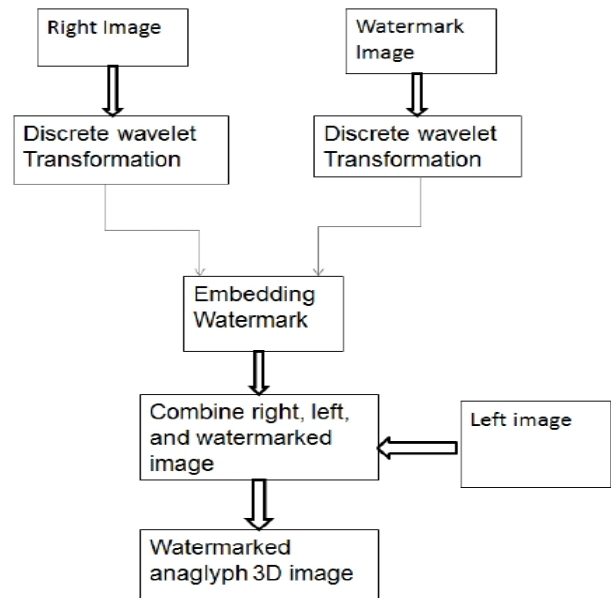 Right Image
Watermark
Image
Discrete wavelet
Transformation
Discrete wavelet
Transformation
Embedding
Watermark
Combine right, left,
and watermarked
image
Left image
Watermarked
anaglyph 3D image